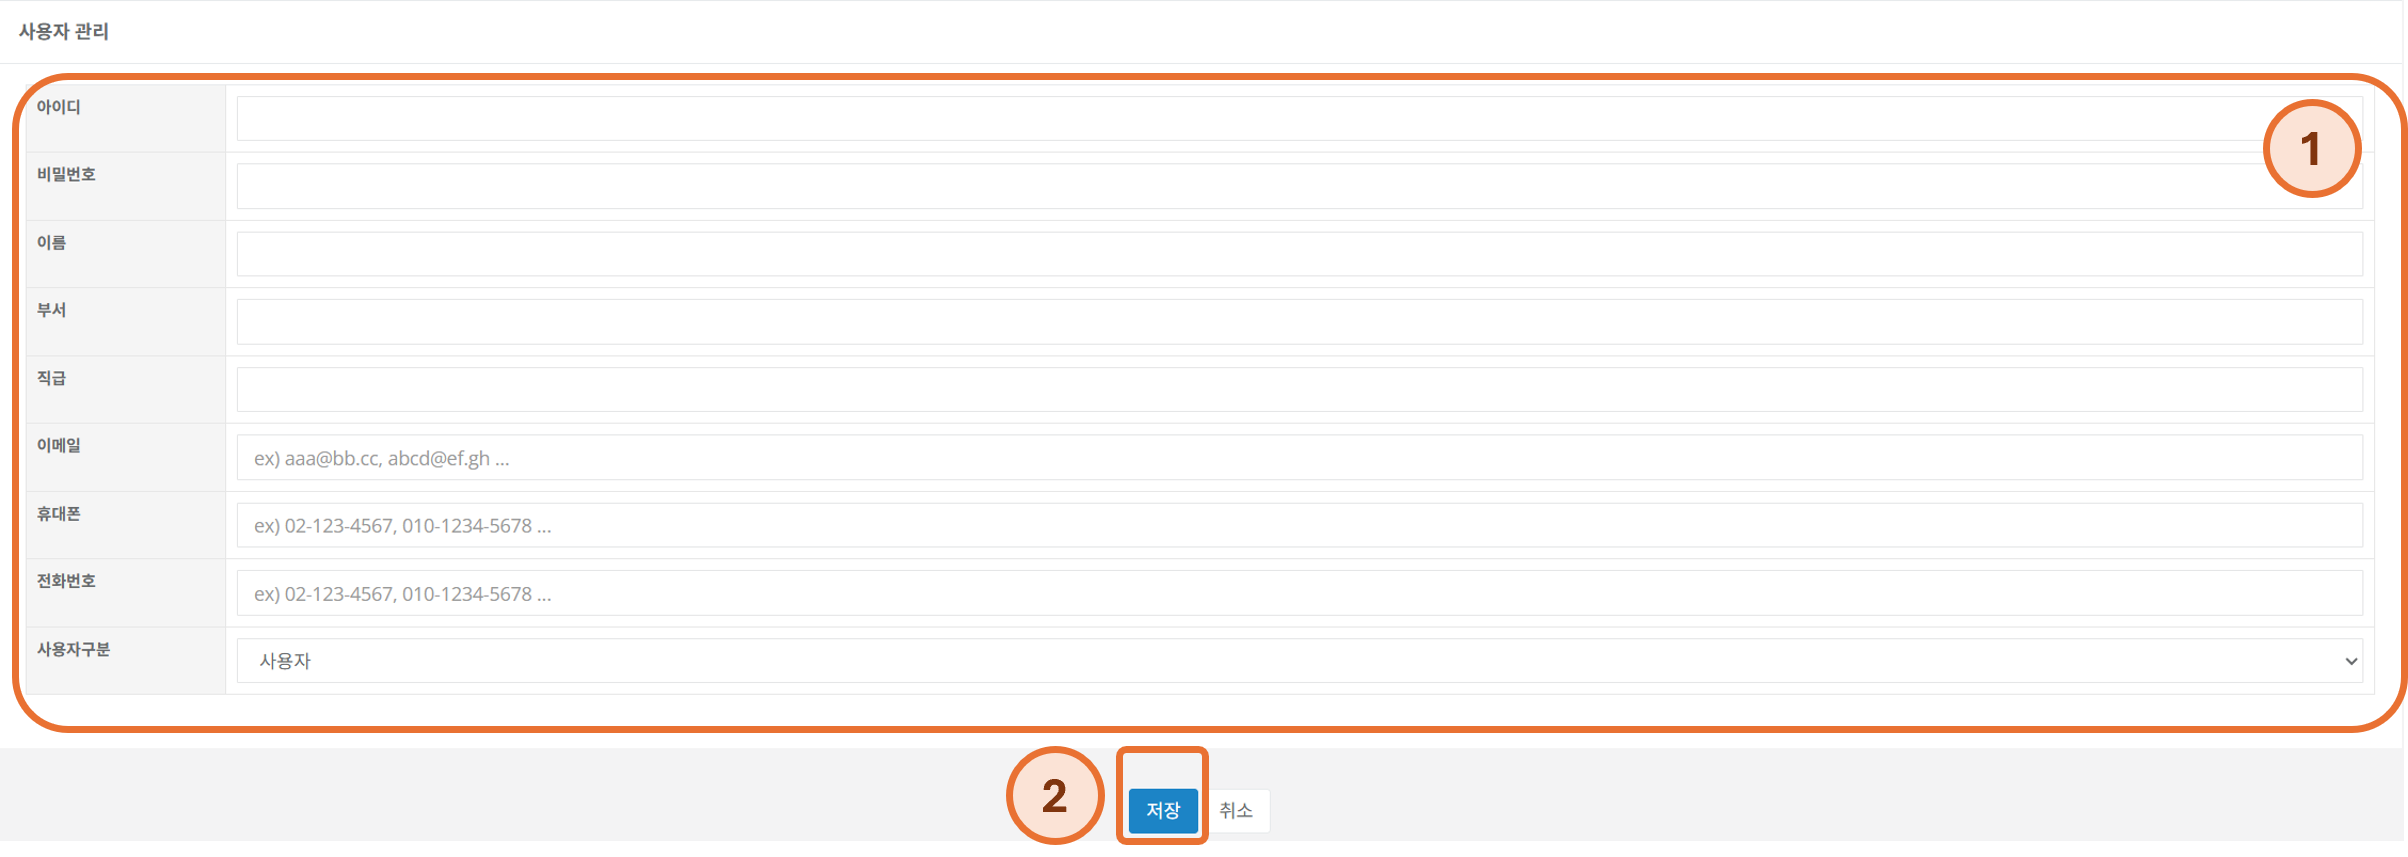 사용자 관리
아이디
1
비밀번호
이름
부서
직급
이메일
ex) aaa@bb.cc, abcd@ef.gh ...
휴대폰
ex) 02-123-4567, 010-1234-5678 ...
전화번호
ex) 02-123-4567, 010-1234-5678 ...
사용자구분
사용자
2
저장 취소